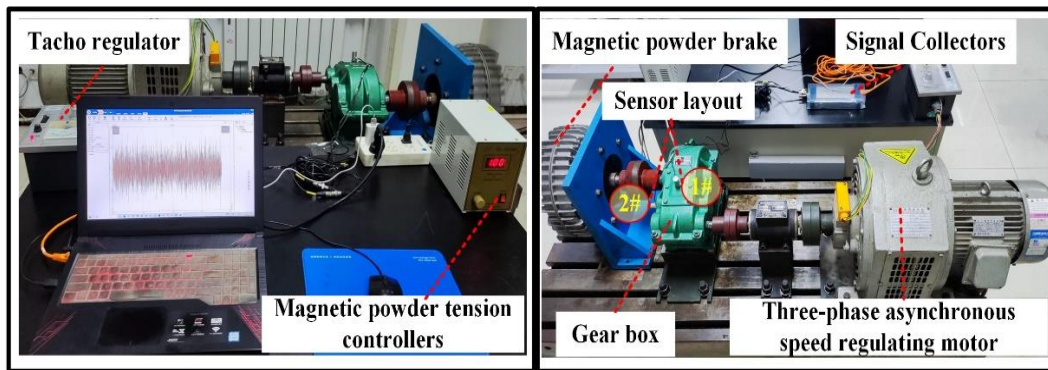 Tacho regulator
100
Magnetic powder tension
controllers
Magnetic powder brake
Signal Collectors
Sensor layout
1#
2#
Gear box
Three-phase asynchronous
speed regulating motor